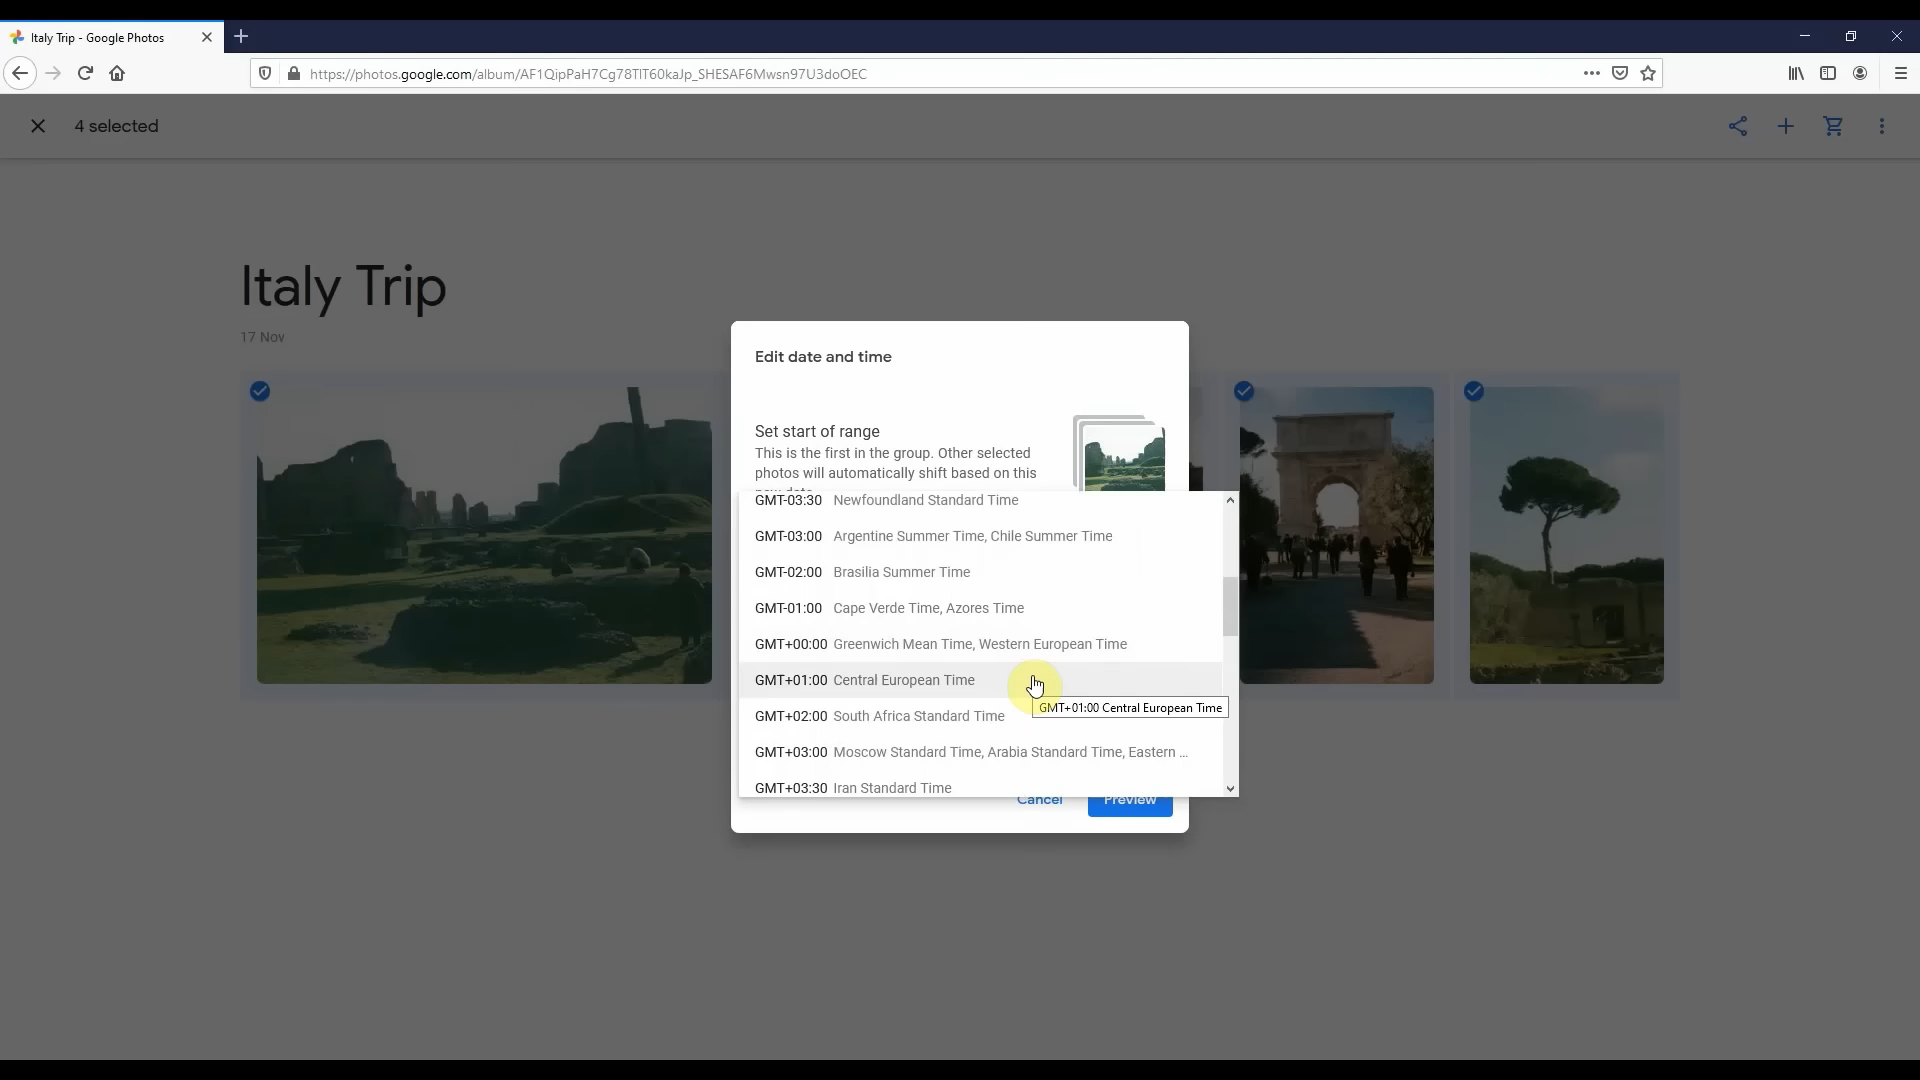 Italy Trip - Google Photos
https://photos.google.com/album/AF1QipPaH7Cg78TlT60kaJp_SHESAF6Mwsn97U3doOEC
4 selected
Italy Trip
17 Nov
Edit date and time
Set start of range
This is the first in the group. Other selected
photos will automatically shift based on this
GMT-03:30 Newfoundland Standard Time
GMT-03:00 Argentine Summer Time, Chile Summer Time
GMT-02:00 Brasilia Summer Time
GMT-01:00 Cape Verde Time, Azores Time
GMT+00:00 Greenwich Mean Time, Western European Time
GMT+01:00 Central European Time
GMT+01:00 Central European Time
GMT+02:00 South Africa Standard Time
GMT+03:00 Moscow Standard Time, Arabia Standard Time, Eastern ...
GMT+03:30 Iran Standard Time
Cancel Preview